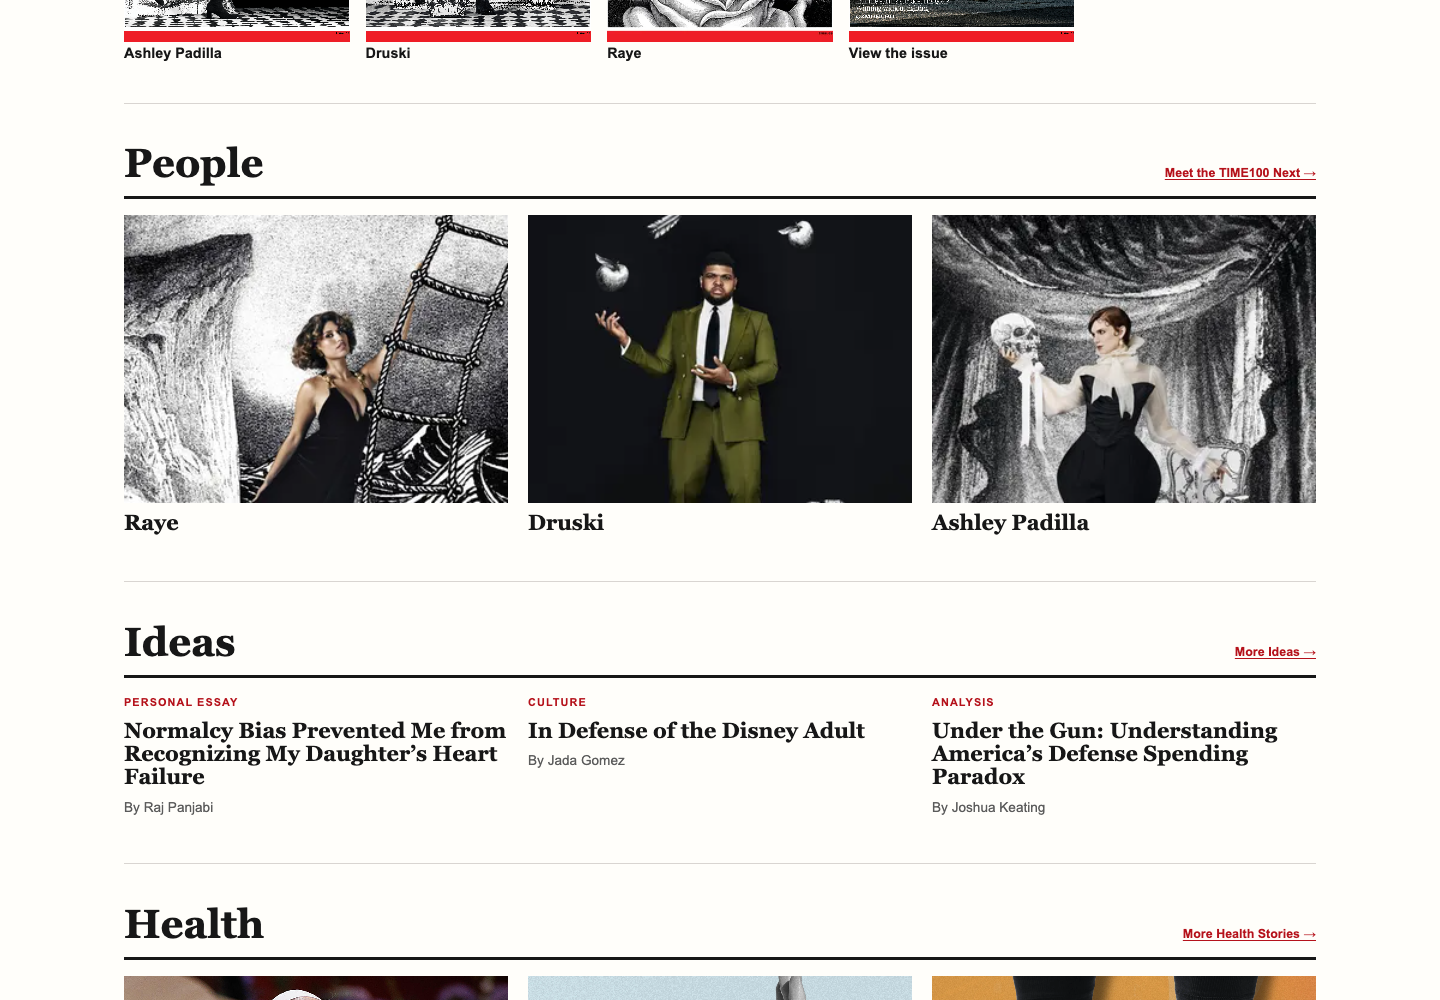 Ashley Padilla
Druski
Raye
View the issue
People
Meet the TIME100 Next →
Raye
Druski
Ashley Padilla
Ideas
More Ideas →
PERSONAL ESSAY
Normalcy Bias Prevented Me from
Recognizing My Daughter’s Heart
Failure
By Raj Panjabi
CULTURE
In Defense of the Disney Adult
By Jada Gomez
ANALYSIS
Under the Gun: Understanding
America’s Defense Spending
Paradox
By Joshua Keating
Health
More Health Stories →